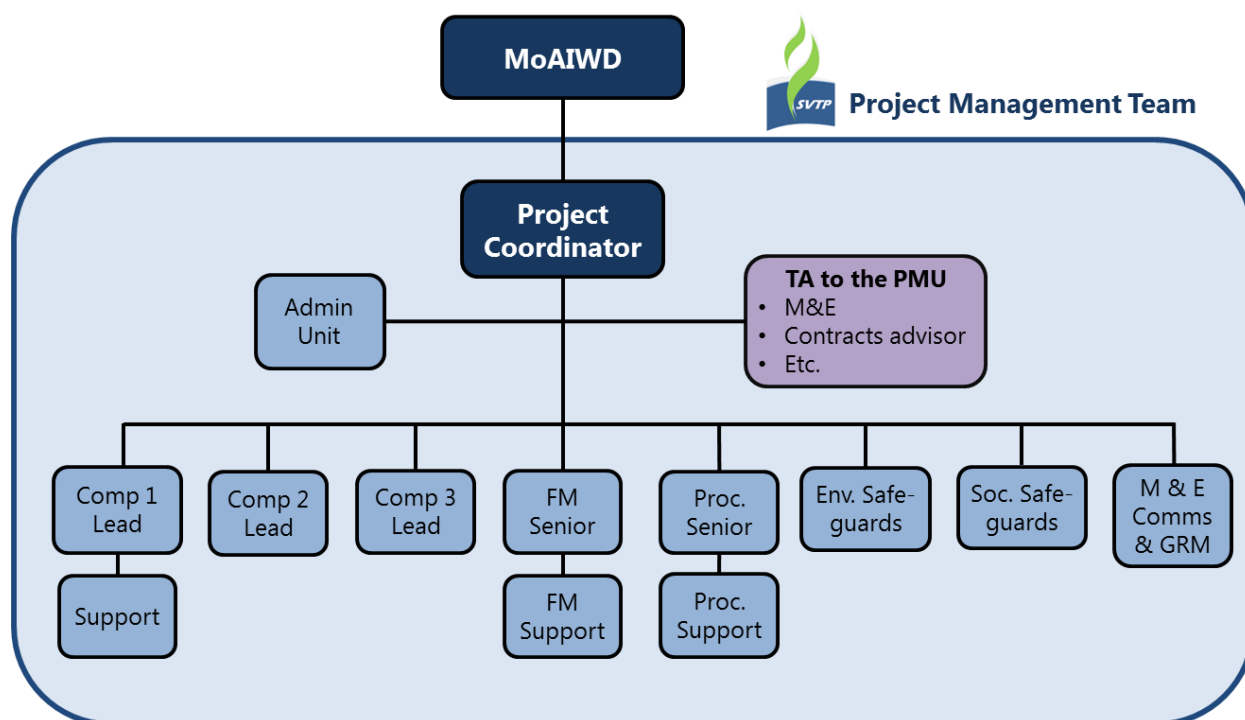 MoAIWD
SVTP
Project Management Team
Project
Coordinator
Admin
Unit
TA to the PMU
• M&E
• Contracts advisor
• Etc.
Comp 1
Lead
Comp 2
Lead
Comp 3
Lead
FM
Senior
Proc.
Senior
Env. Safe-
guards
Soc. Safe-
guards
M & E
Comms
& GRM
Support
FM
Support
Proc.
Support